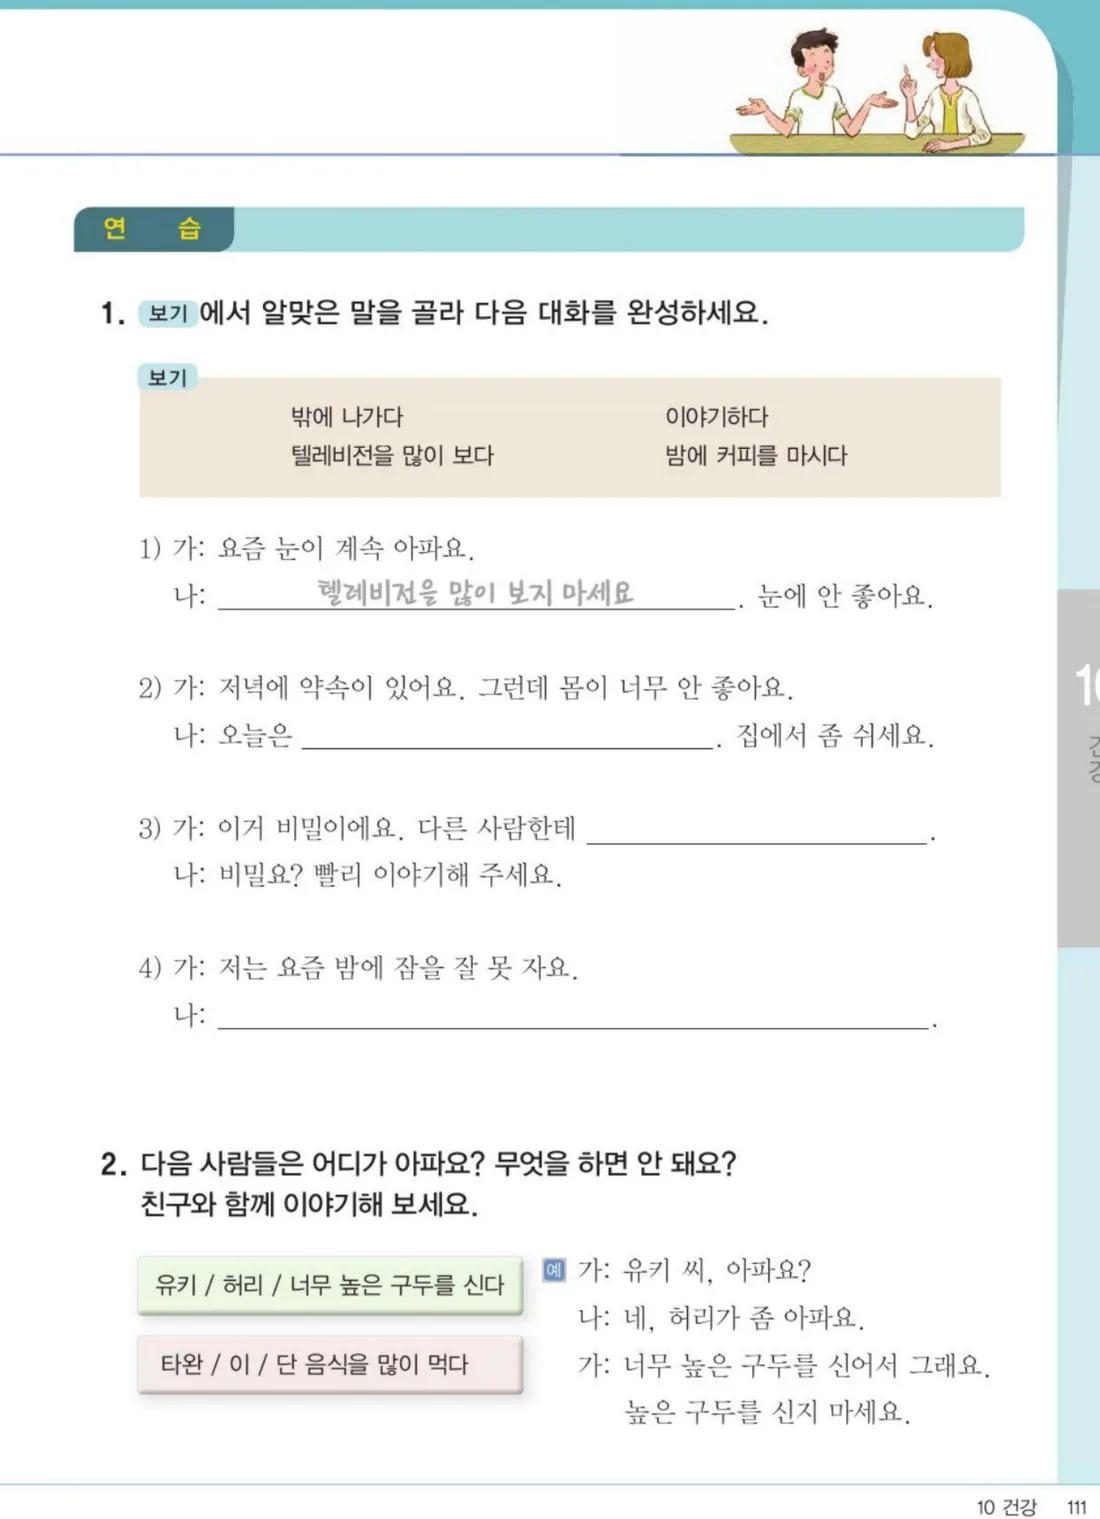 연 습
1. 보기 에서 알맞은 말을 골라 다음 대화를 완성하세요.
보기
밖에 나가다 이야기하다
텔레비전을 많이 보다 밤에 커피를 마시다
1) 가: 요즘 눈이 계속 아파요.
나: 텔레비전을 많이 보지 마세요. 눈에 안 좋아요.
2) 가: 저녁에 약속이 있어요. 그런데 몸이 너무 안 좋아요.
나: 오늘은 ________. 집에서 좀 쉬세요.
3) 가: 이거 비밀이에요. 다른 사람한테 ________.
나: 비밀요? 빨리 이야기해 주세요.
4) 가: 저는 요즘 밤에 잠을 잘 못 자요.
나: ________.
10
건강
2. 다음 사람들은 어디가 아파요? 무엇을 하면 안 돼요?
친구와 함께 이야기해 보세요.
유키 / 허리 / 너무 높은 구두를 신다
타완 / 이 / 단 음식을 많이 먹다
예 가: 유키 씨, 아파요?
나: 네, 허리가 좀 아파요.
가: 너무 높은 구두를 신어서 그래요.
높은 구두를 신지 마세요.
10 건강 111